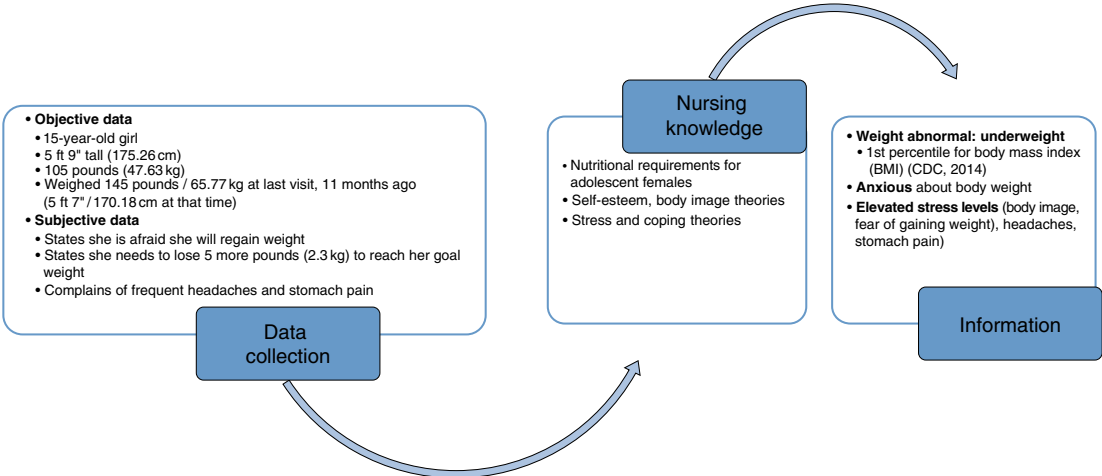 • Objective data
• 15-year-old girl
• 5 ft 9" tall (175.26 cm)
• 105 pounds (47.63 kg)
• Weighed 145 pounds / 65.77 kg at last visit, 11 months ago
(5 ft 7" / 170.18 cm at that time)
• Subjective data
• States she is afraid she will regain weight
• States she needs to lose 5 more pounds (2.3 kg) to reach her goal
weight
• Complains of frequent headaches and stomach pain
Data
collection
Nursing
knowledge
• Nutritional requirements for
adolescent females
• Self-esteem, body image theories
• Stress and coping theories
• Weight abnormal: underweight
• 1st percentile for body mass index
(BMI) (CDC, 2014)
• Anxious about body weight
• Elevated stress levels (body image,
fear of gaining weight), headaches,
stomach pain)
Information